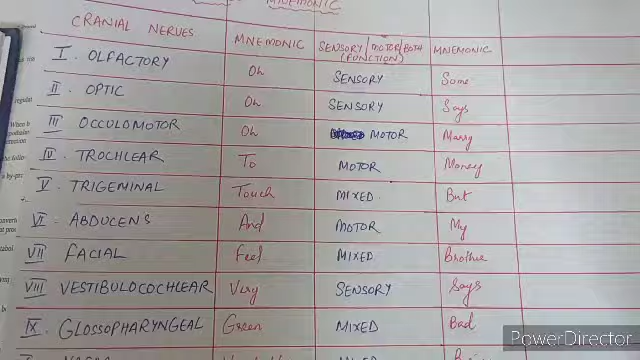 MNEMONIC
CRANIAL NERVES MNEMONIC SENSORY/MOTOR/BOTH (FUNCTION) MNEMONIC
I. OLFACTORY Oh SENSORY Some
II. OPTIC Oh SENSORY Says
III. OCCULOMOTOR Oh MOTOR Marry
IV. TROCHLEAR To MOTOR Money
V. TRIGEMINAL Touch MIXED. But
VI. ABDUCENS And MOTOR My
VII. FACIAL Feel MIXED Brother
VIII VESTIBULOCOCHLEAR Very SENSORY Says
IX. GLOSSOPHARYNGEAL Green MIXED Bad
PowerDirector